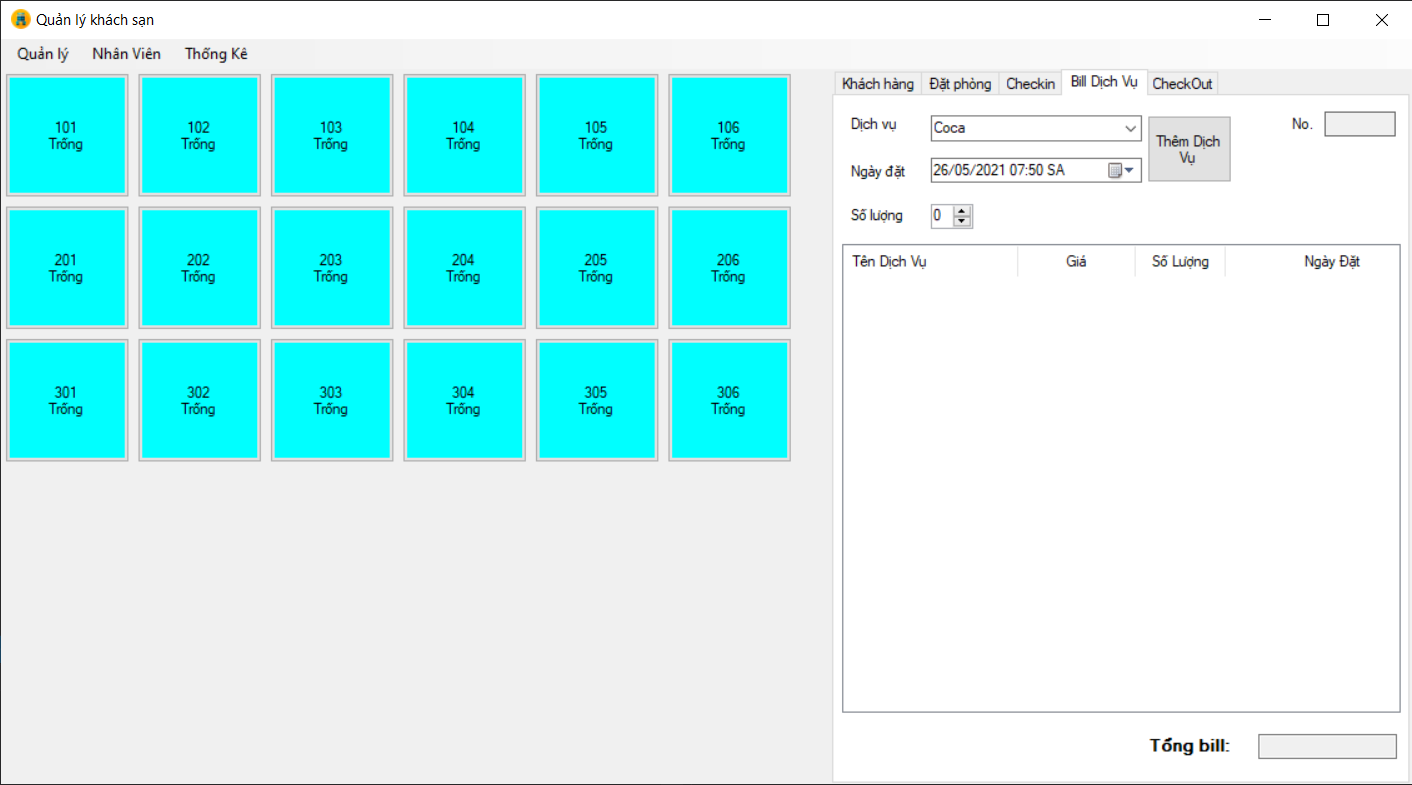 Quản lý khách sạn
Quản lý Nhân Viên Thống Kê
101
Trống
102
Trống
103
Trống
104
Trống
105
Trống
106
Trống
201
Trống
202
Trống
203
Trống
204
Trống
205
Trống
206
Trống
301
Trống
302
Trống
303
Trống
304
Trống
305
Trống
306
Trống
Khách hàng Đặt phòng Checkin Bill Dịch Vụ CheckOut
Dịch vụ Coca
Thêm Dịch
Vụ
No.
Ngày đặt 26/05/2021 07:50 SA
Số lượng 0
Tên Dịch Vụ Giá Số Lượng Ngày Đặt
Tổng bill: